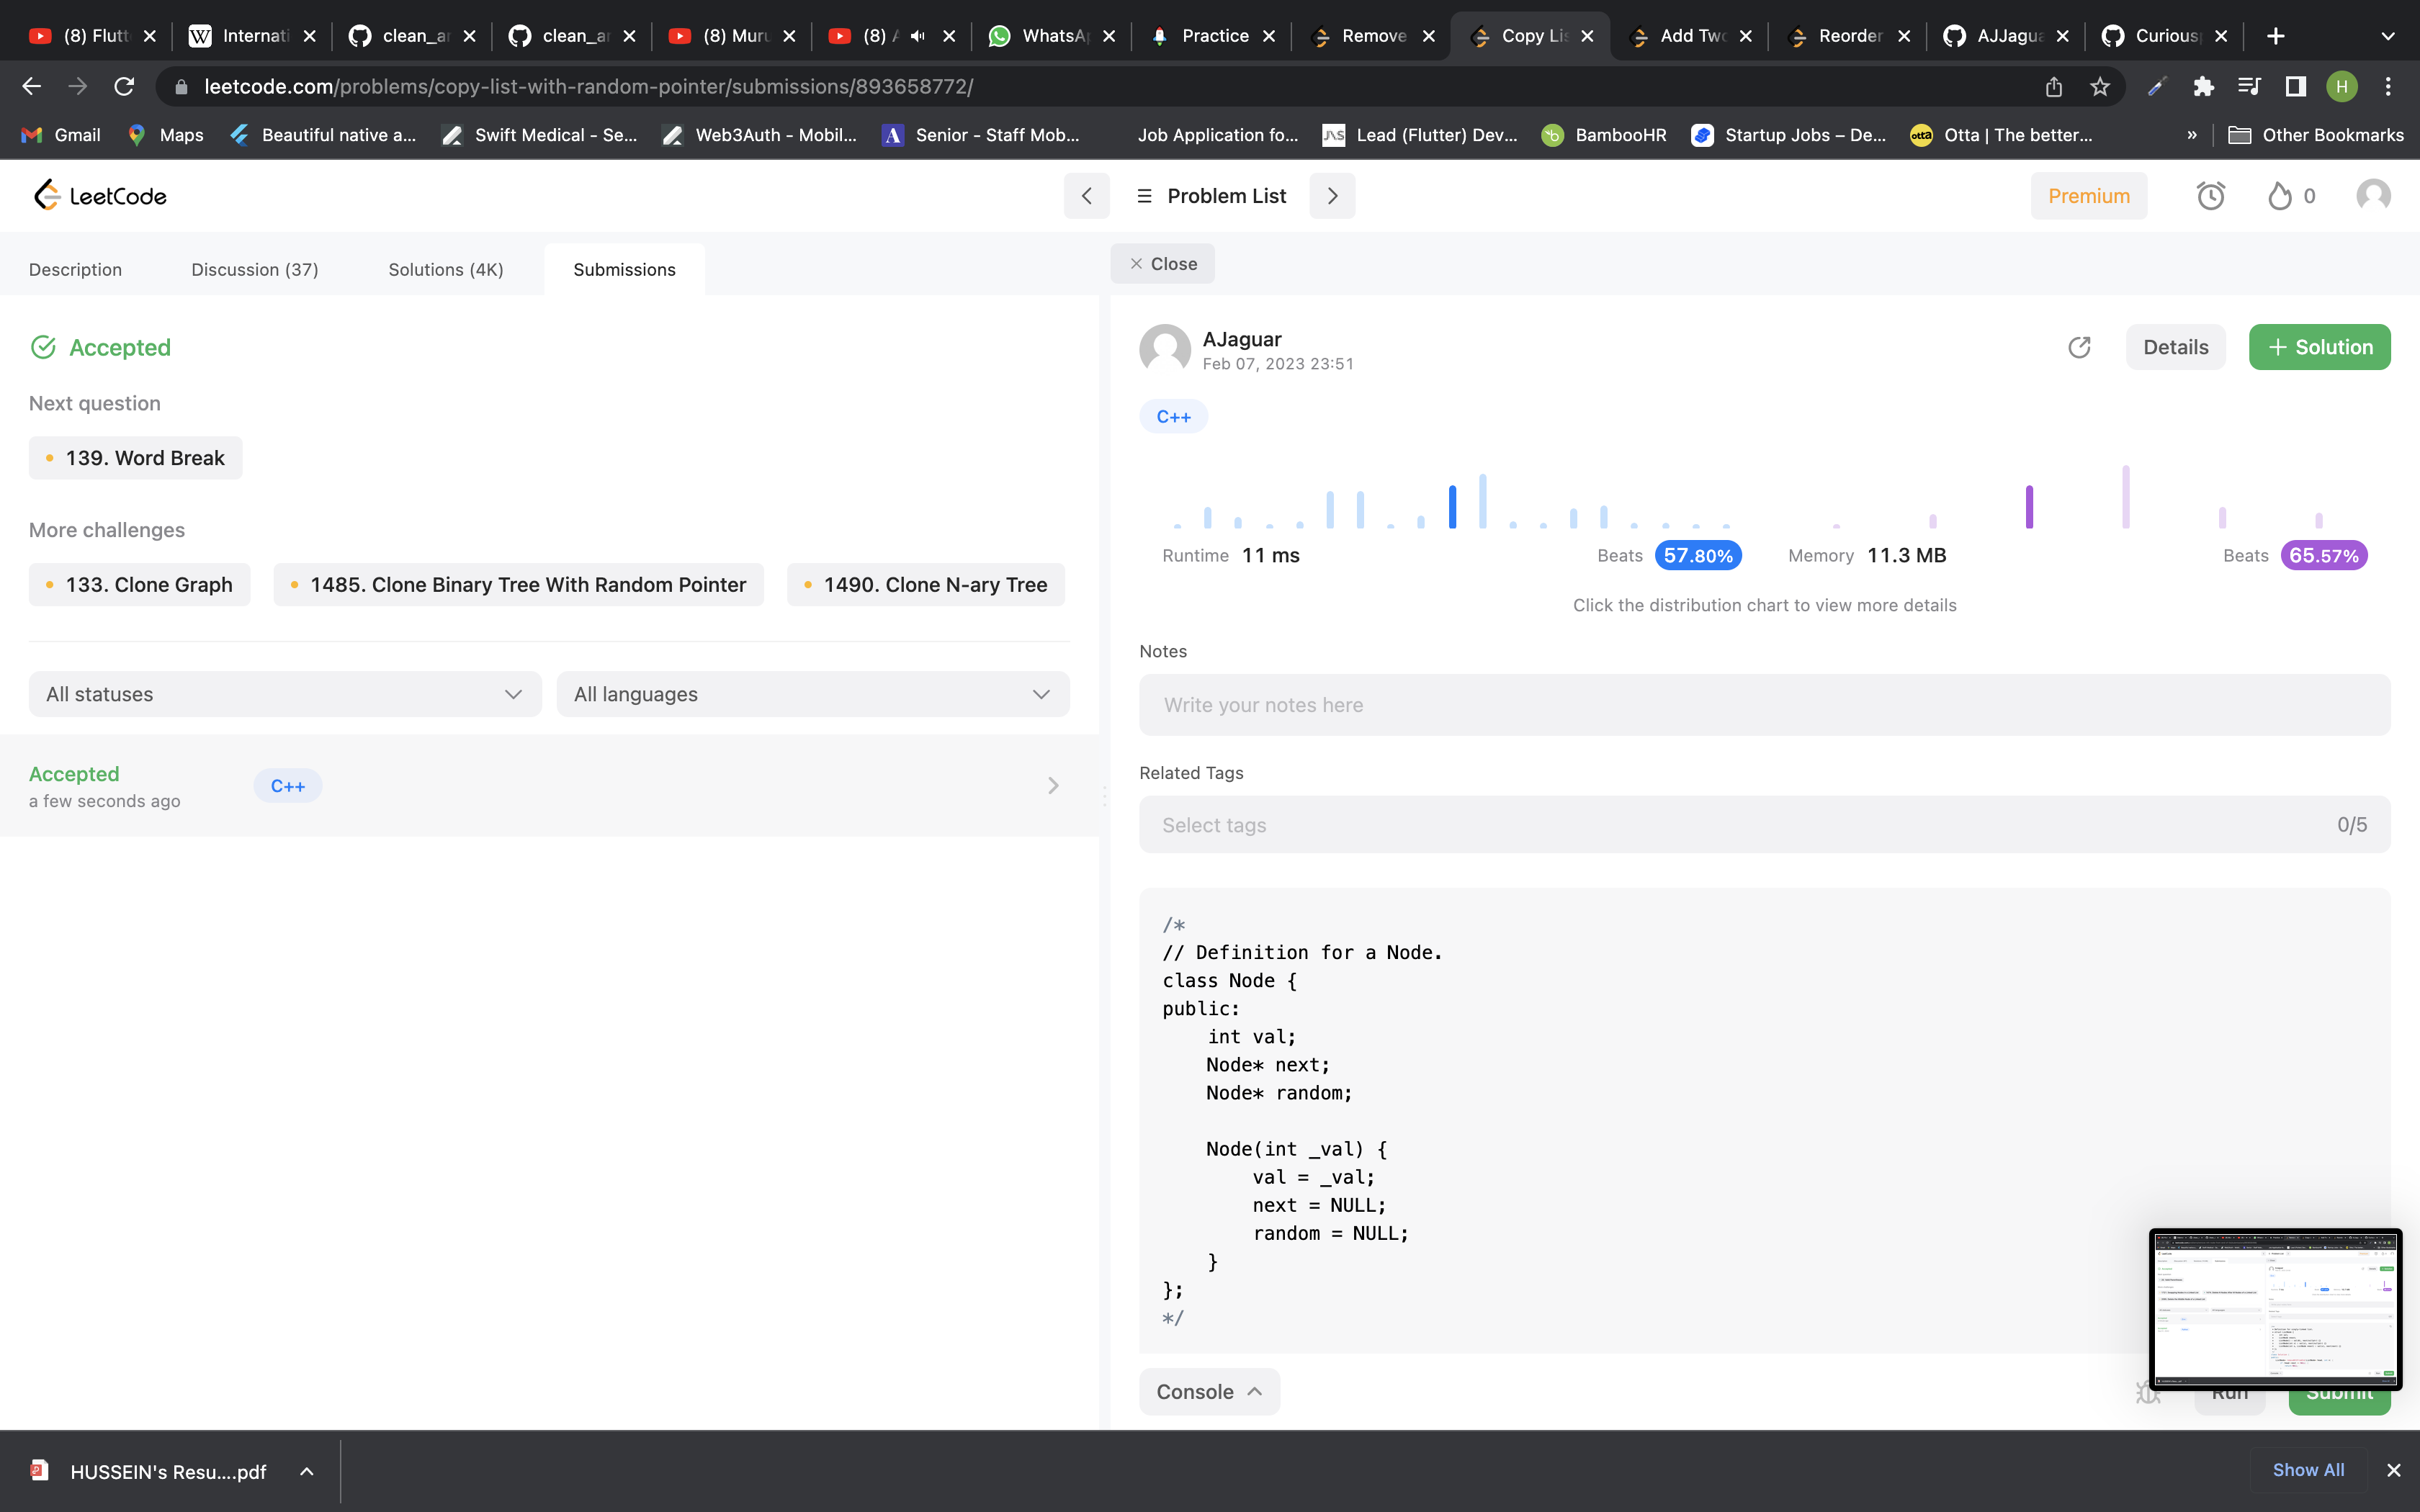 (8) Flutt
Internati
clean_ar
clean_ar
(8) Muru
(8) A
WhatsAp
Practice
Remove
Copy Lis
Add Two
Reorder
AJJagua
Curiousp
leetcode.com/problems/copy-list-with-random-pointer/submissions/893658772/
H
Gmail
Maps
Beautiful native a...
Swift Medical - Se...
Web3Auth - Mobil...
Senior - Staff Mob...
Job Application fo...
Lead (Flutter) Dev...
BambooHR
Startup Jobs – De...
Otta | The better...
»
Other Bookmarks
LeetCode
Problem List
Premium
0
Description
Discussion (37)
Solutions (4K)
Submissions
Close
Accepted
Next question
139. Word Break
More challenges
133. Clone Graph
1485. Clone Binary Tree With Random Pointer
1490. Clone N-ary Tree
All statuses
All languages
Accepted
a few seconds ago
C++
AJaguar
Feb 07, 2023 23:51
Details
+ Solution
C++
Runtime 11 ms
Beats 57.80%
Memory 11.3 MB
Beats 65.57%
Click the distribution chart to view more details
Notes
Write your notes here
Related Tags
Select tags
0/5
/*
// Definition for a Node.
class Node {
public:
    int val;
    Node* next;
    Node* random;
    Node(int _val) {
        val = _val;
        next = NULL;
        random = NULL;
    }
};
*/
Console
Run
Submit
HUSSEIN's Resu....pdf
Show All